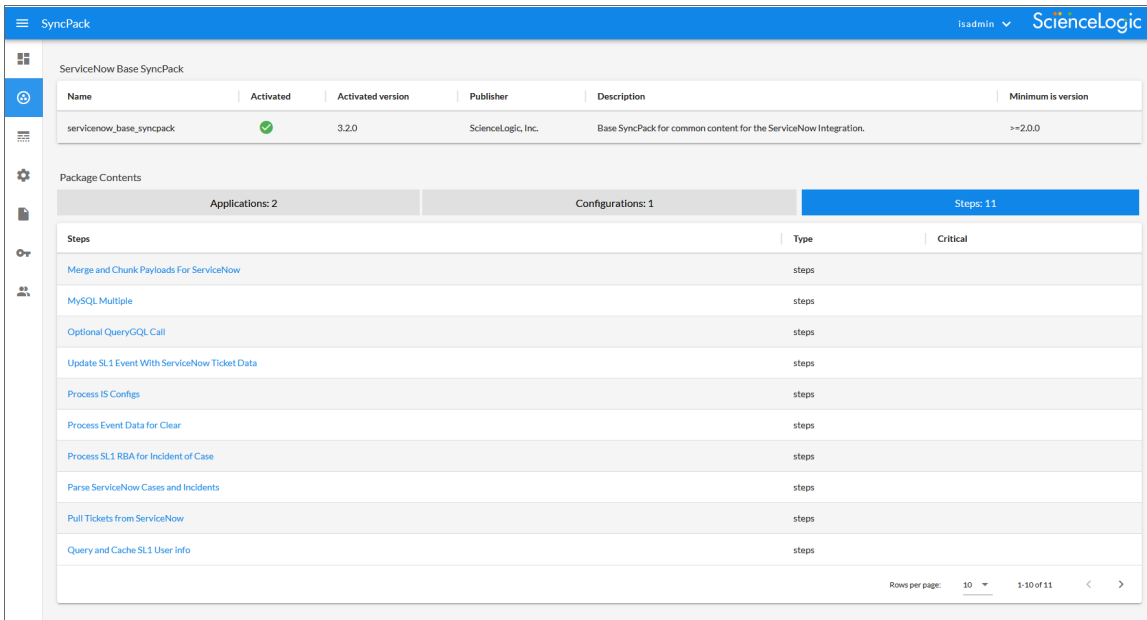 SyncPack isadmin ScienceLogic
ServiceNow Base SyncPack
Name Activated Activated version Publisher Description Minimum is version
servicenow_base_syncpack 3.2.0 ScienceLogic, Inc. Base SyncPack for common content for the ServiceNow Integration. >=2.0.0
Package Contents
Applications: 2 Configurations: 1 Steps: 11
Steps Type Critical
Merge and Chunk Payloads For ServiceNow steps
MySQL Multiple steps
Optional QueryGQL Call steps
Update SL1 Event With ServiceNow Ticket Data steps
Process IS Configs steps
Process Event Data for Clear steps
Process SL1 RBA for Incident of Case steps
Parse ServiceNow Cases and Incidents steps
Pull Tickets from ServiceNow steps
Query and Cache SL1 User info steps
Rows per page: 10 1-10 of 11